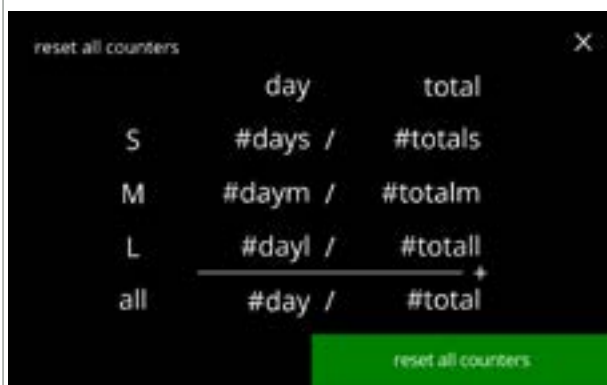 reset all counters ×
day total
S #days / #totals
M #daym / #totalm
L #dayl / #totall
+
all #day / #total
reset all counters